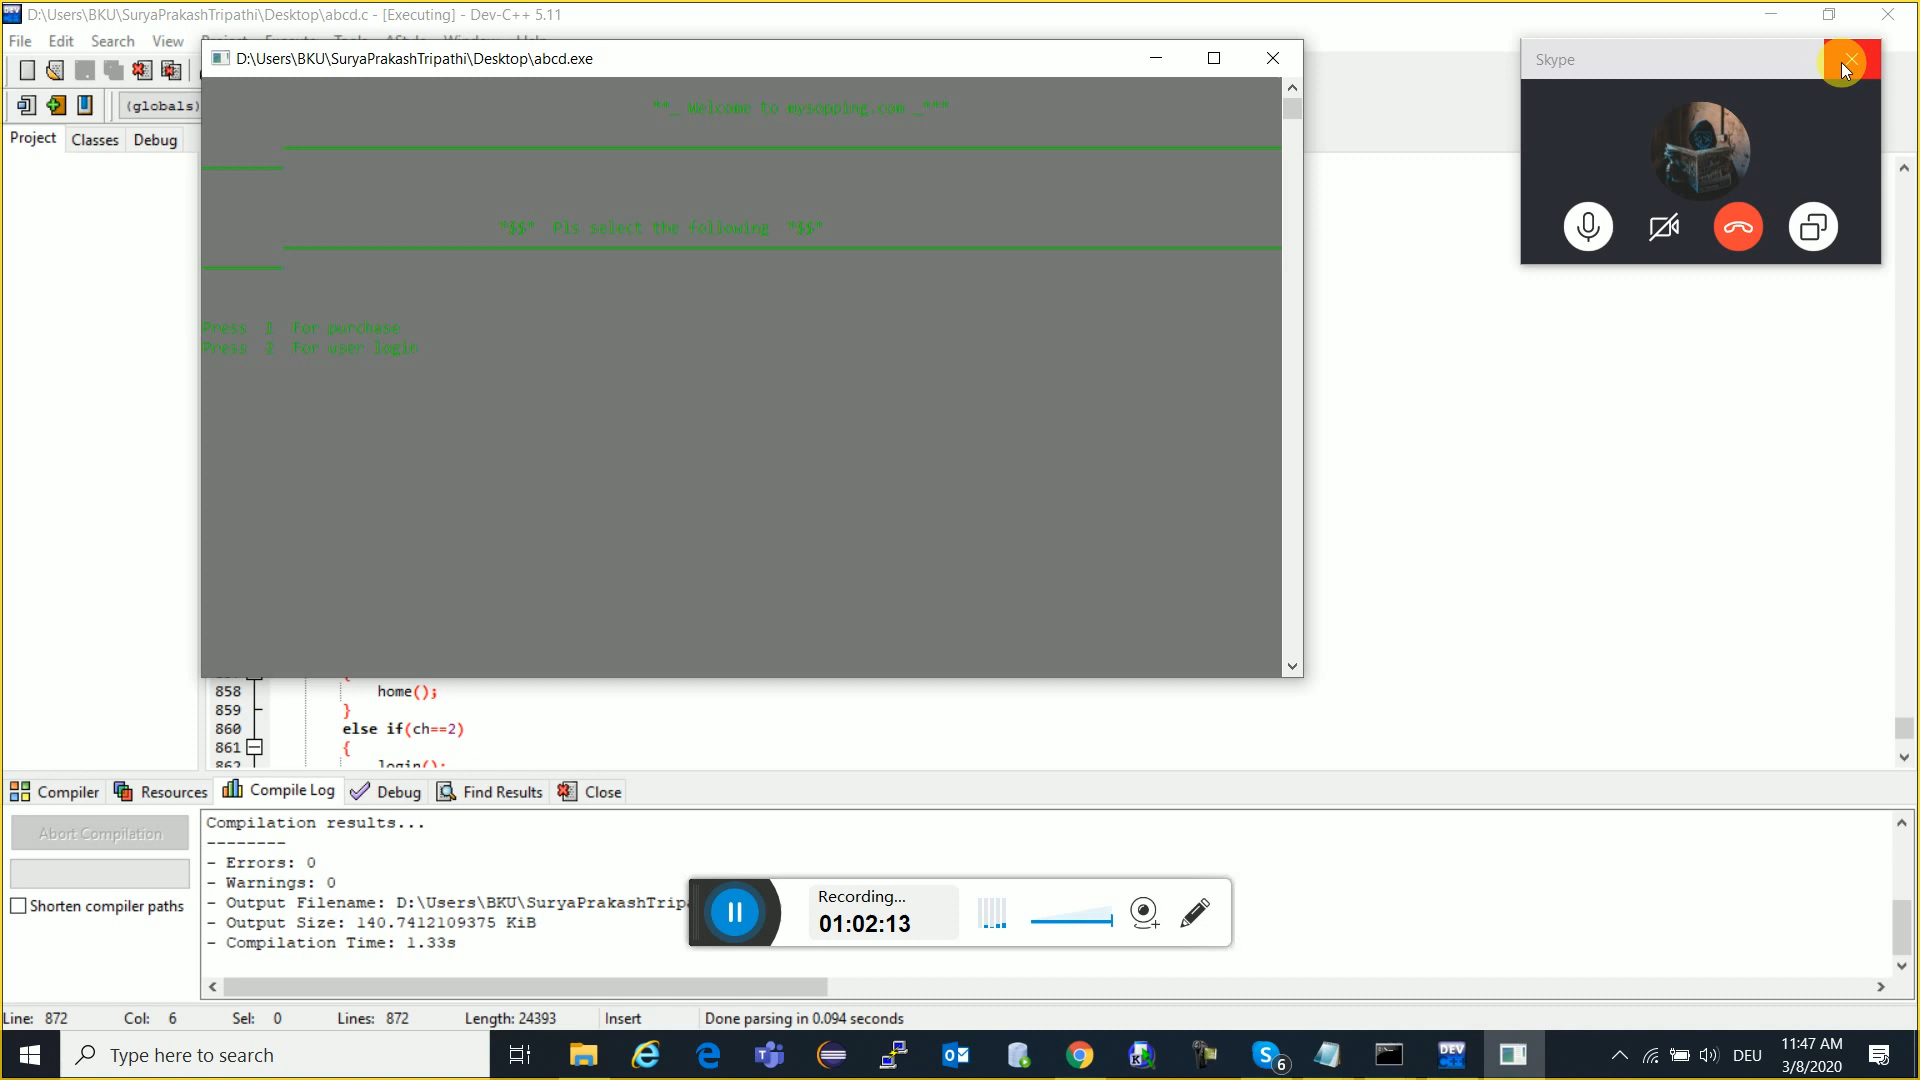 D:\Users\BKU\SuryaPrakashTripathi\Desktop\abcd.c - [Executing] - Dev-C++ 5.11
File Edit Search View
D:\Users\BKU\SuryaPrakashTripathi\Desktop\abcd.exe
Skype
(globals)
Project Classes Debug
"**_ Welcome to mysopping.com _***"
"$$" Pls select the following "$$"
Press 1 For purchase
Press 2 For user login
858 home();
859 }
860 else if(ch==2)
861 {
862 login();
Compiler Resources Compile Log Debug Find Results Close
Abort Compilation
Shorten compiler paths
Compilation results...
--------
- Errors: 0
- Warnings: 0
- Output Filename: D:\Users\BKU\SuryaPrakashTripa
- Output Size: 140.7412109375 KiB
- Compilation Time: 1.33s
Recording...
01:02:13
Line: 872 Col: 6 Sel: 0 Lines: 872 Length: 24393 Insert Done parsing in 0.094 seconds
Type here to search
6
DEV C++
DEU
11:47 AM
3/8/2020